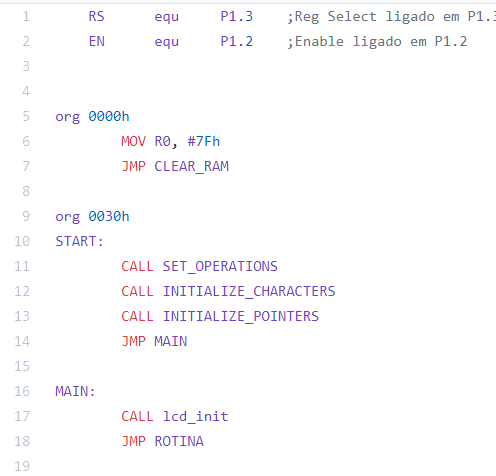 1 RS equ P1.3 ;Reg Select ligado em P1.3
2 EN equ P1.2 ;Enable ligado em P1.2
3
4
5 org 0000h
6 MOV R0, #7Fh
7 JMP CLEAR_RAM
8
9 org 0030h
10 START:
11 CALL SET_OPERATIONS
12 CALL INITIALIZE_CHARACTERS
13 CALL INITIALIZE_POINTERS
14 JMP MAIN
15
16 MAIN:
17 CALL lcd_init
18 JMP ROTINA
19